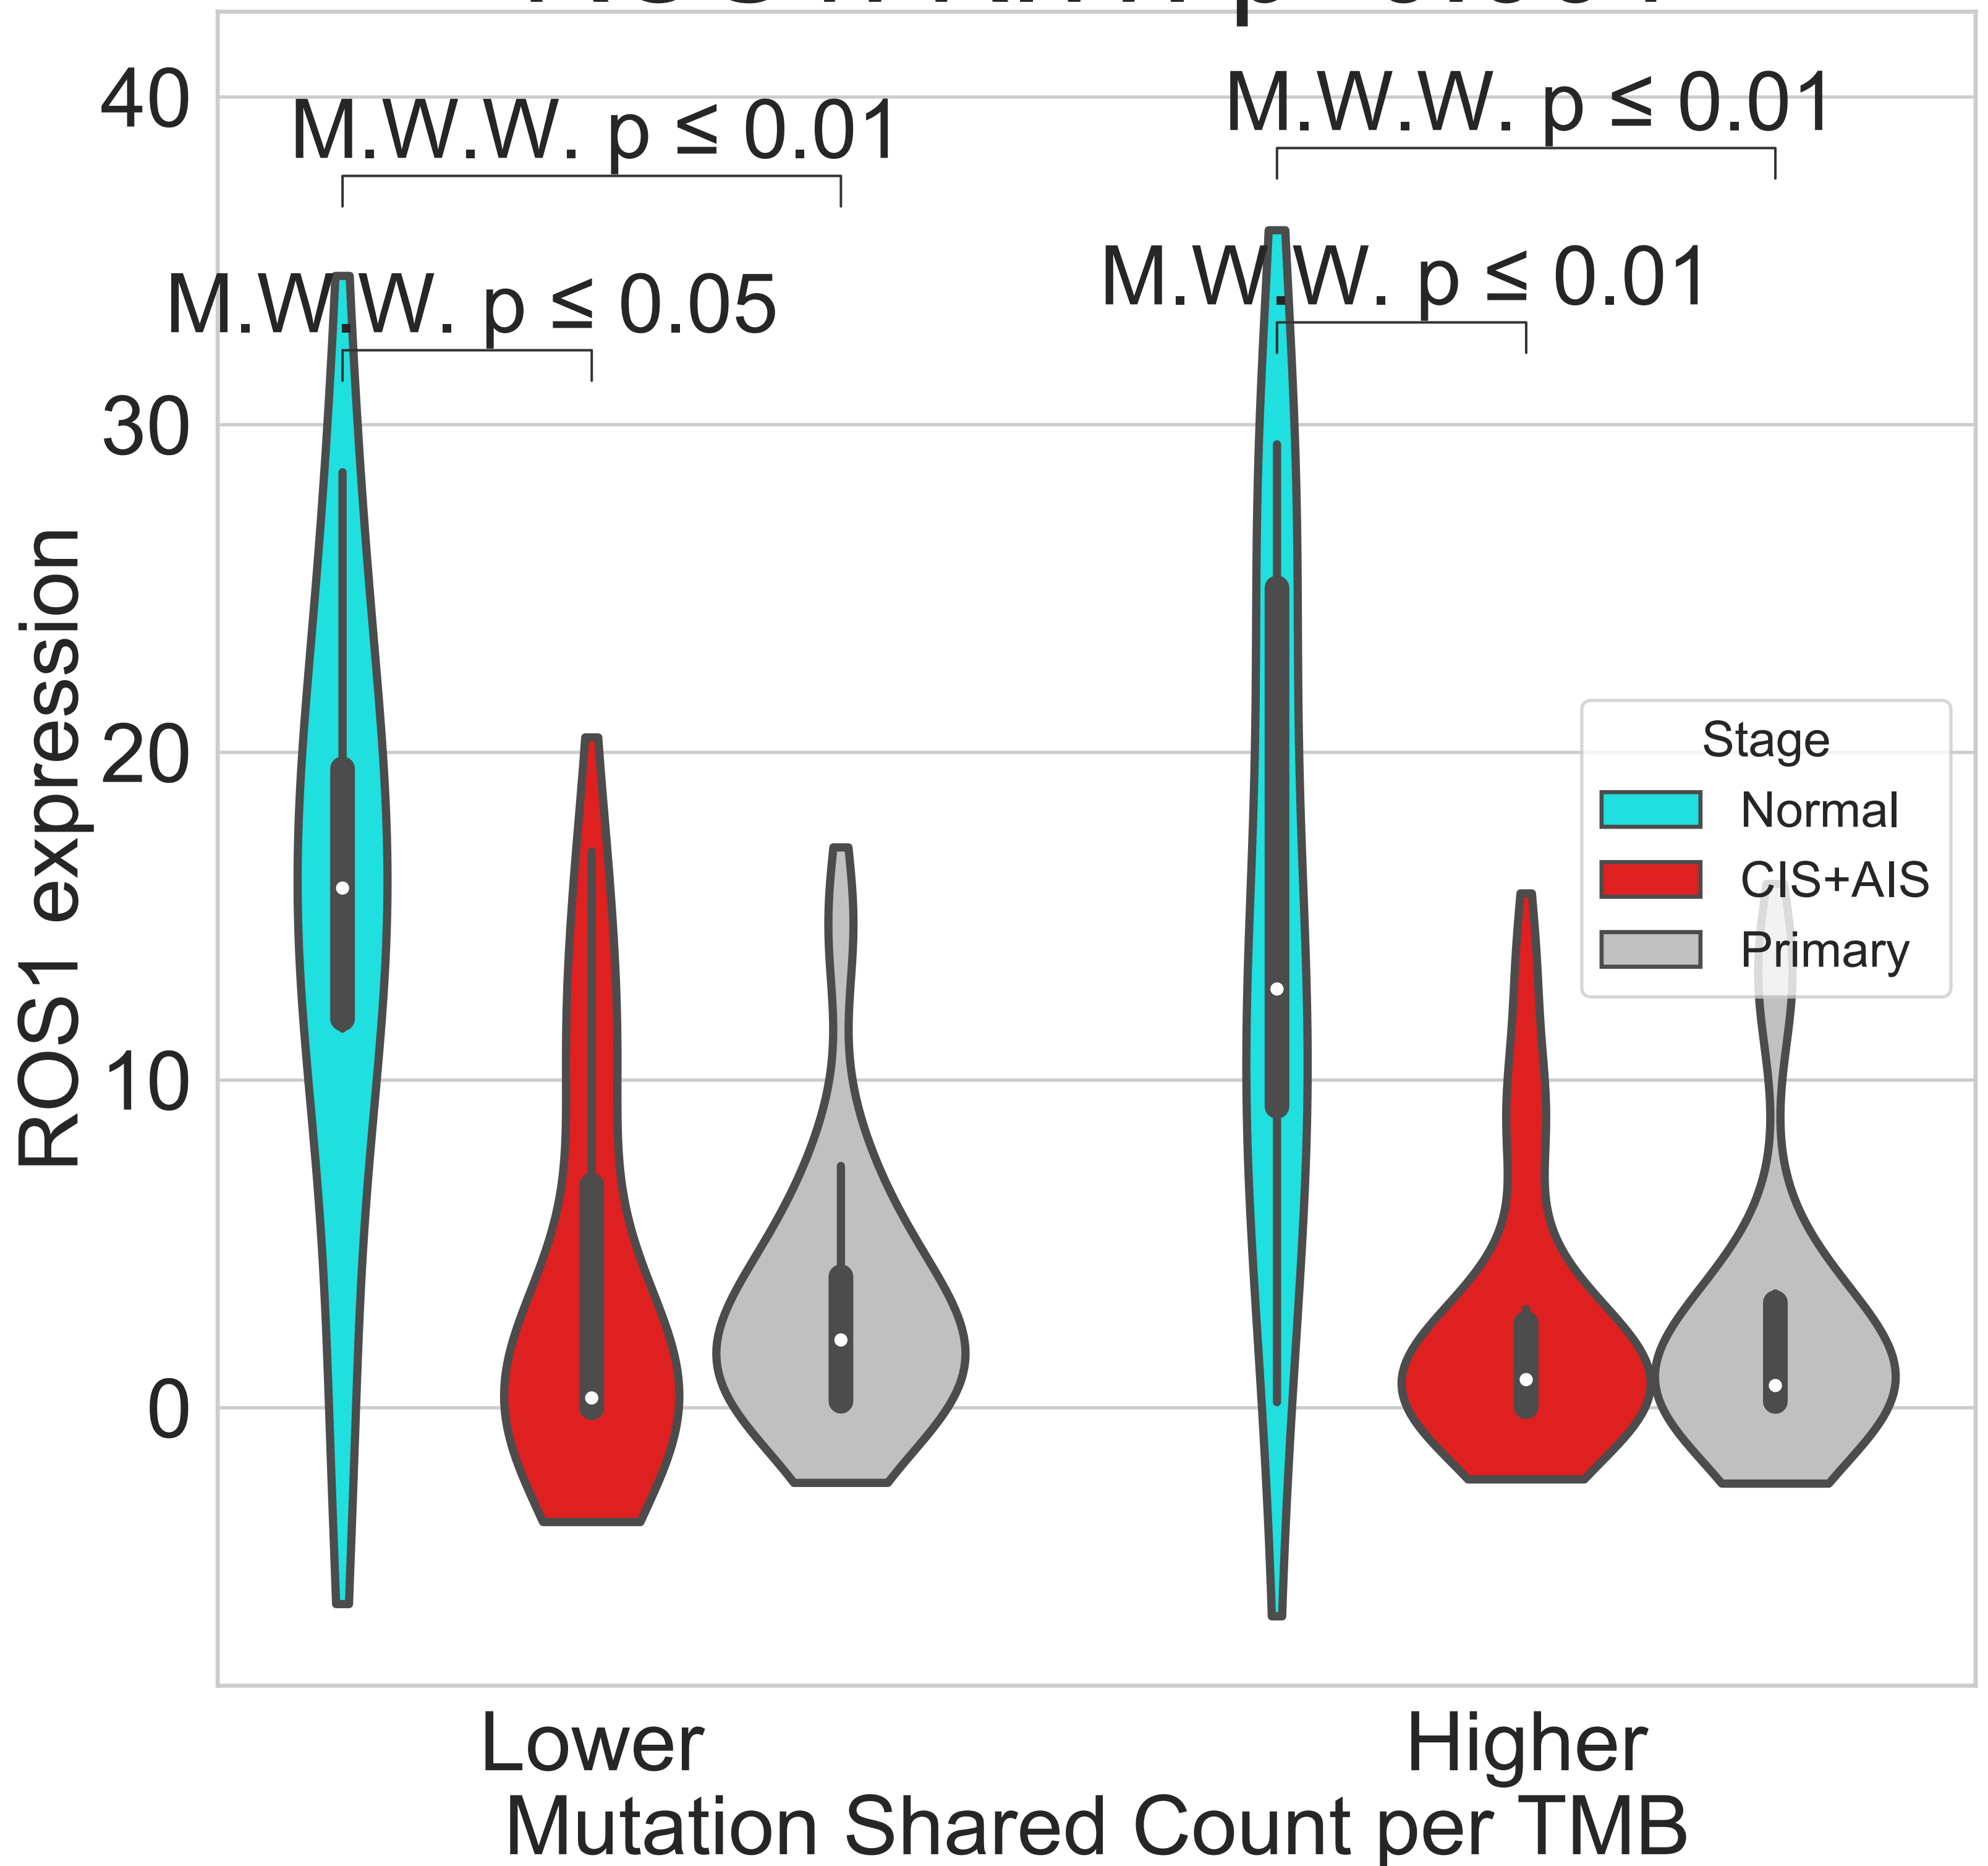 40
M.W.W. p ≤ 0.01
M.W.W. p ≤ 0.01
M.W.W. p ≤ 0.05
M.W.W. p ≤ 0.01
30
20
10
0
ROS1 expression
Stage
Normal
CIS+AIS
Primary
Lower
Higher
Mutation Shared Count per TMB